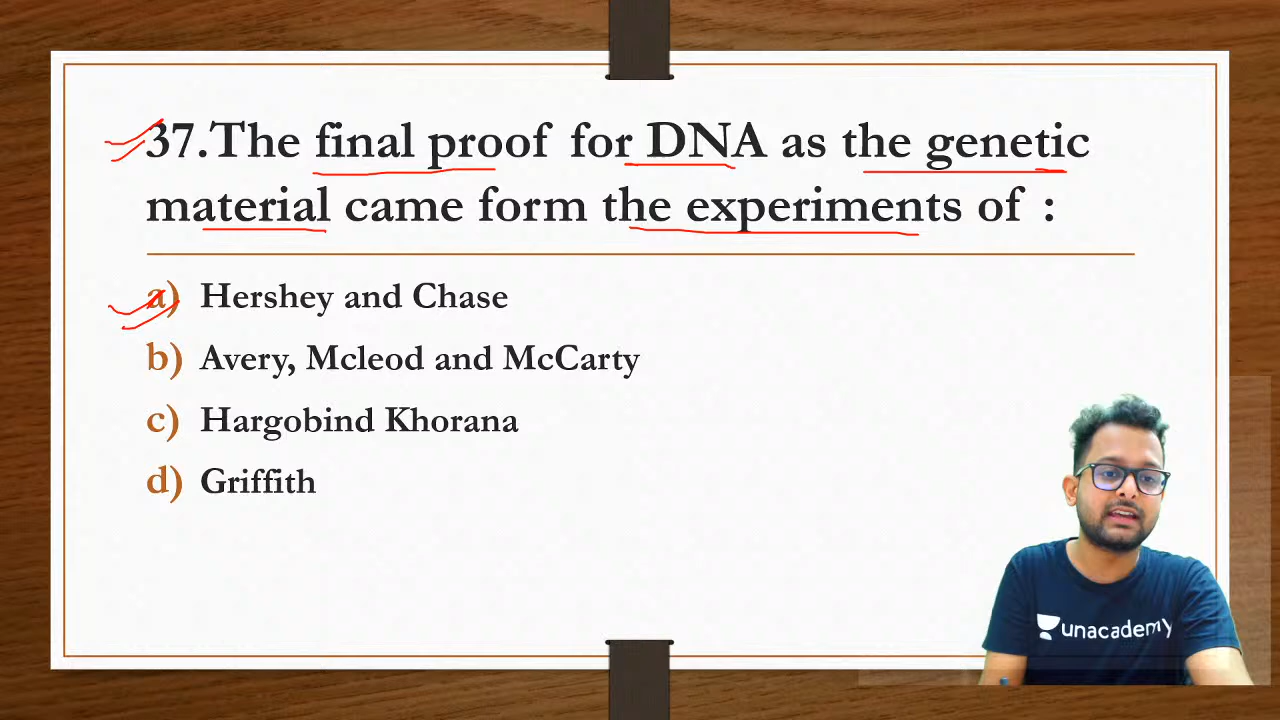 37.The final proof for DNA as the genetic
material came form the experiments of :
a) Hershey and Chase
b) Avery, Mcleod and McCarty
c) Hargobind Khorana
d) Griffith
unacademy